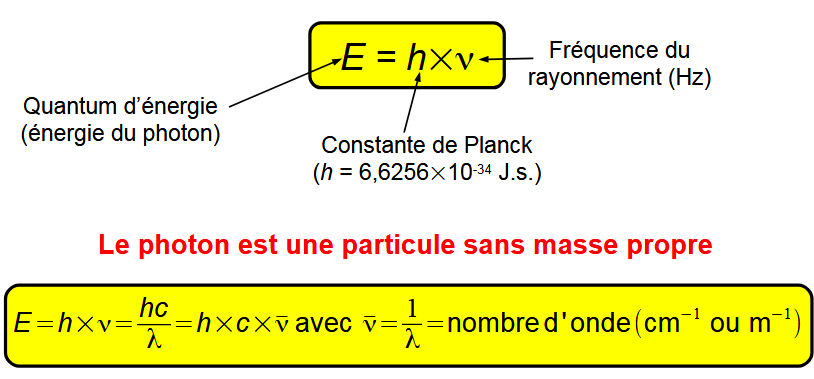 E = h×ν
Fréquence du
rayonnement (Hz)
Quantum d'énergie
(énergie du photon)
Constante de Planck
(h = 6,6256×10⁻³⁴ J.s.)
Le photon est une particule sans masse propre
E=h×ν=hc/λ=h×c×ν̄ avec ν̄=1/λ=nombre d'onde(cm⁻¹ ou m⁻¹)